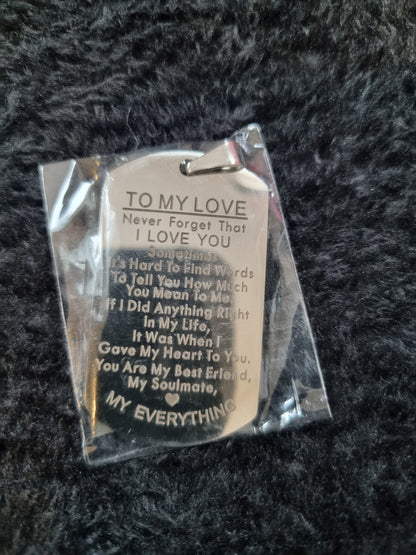 TO MY LOVE
Never Forget That
I LOVE YOU
Sometimes
It's Hard To Find Words
To Tell You How Much
You Mean To Me.
If I Did Anything Right
In My Life,
It Was When I
Gave My Heart To You.
You Are My Best Friend,
My Soulmate,
MY EVERYTHING